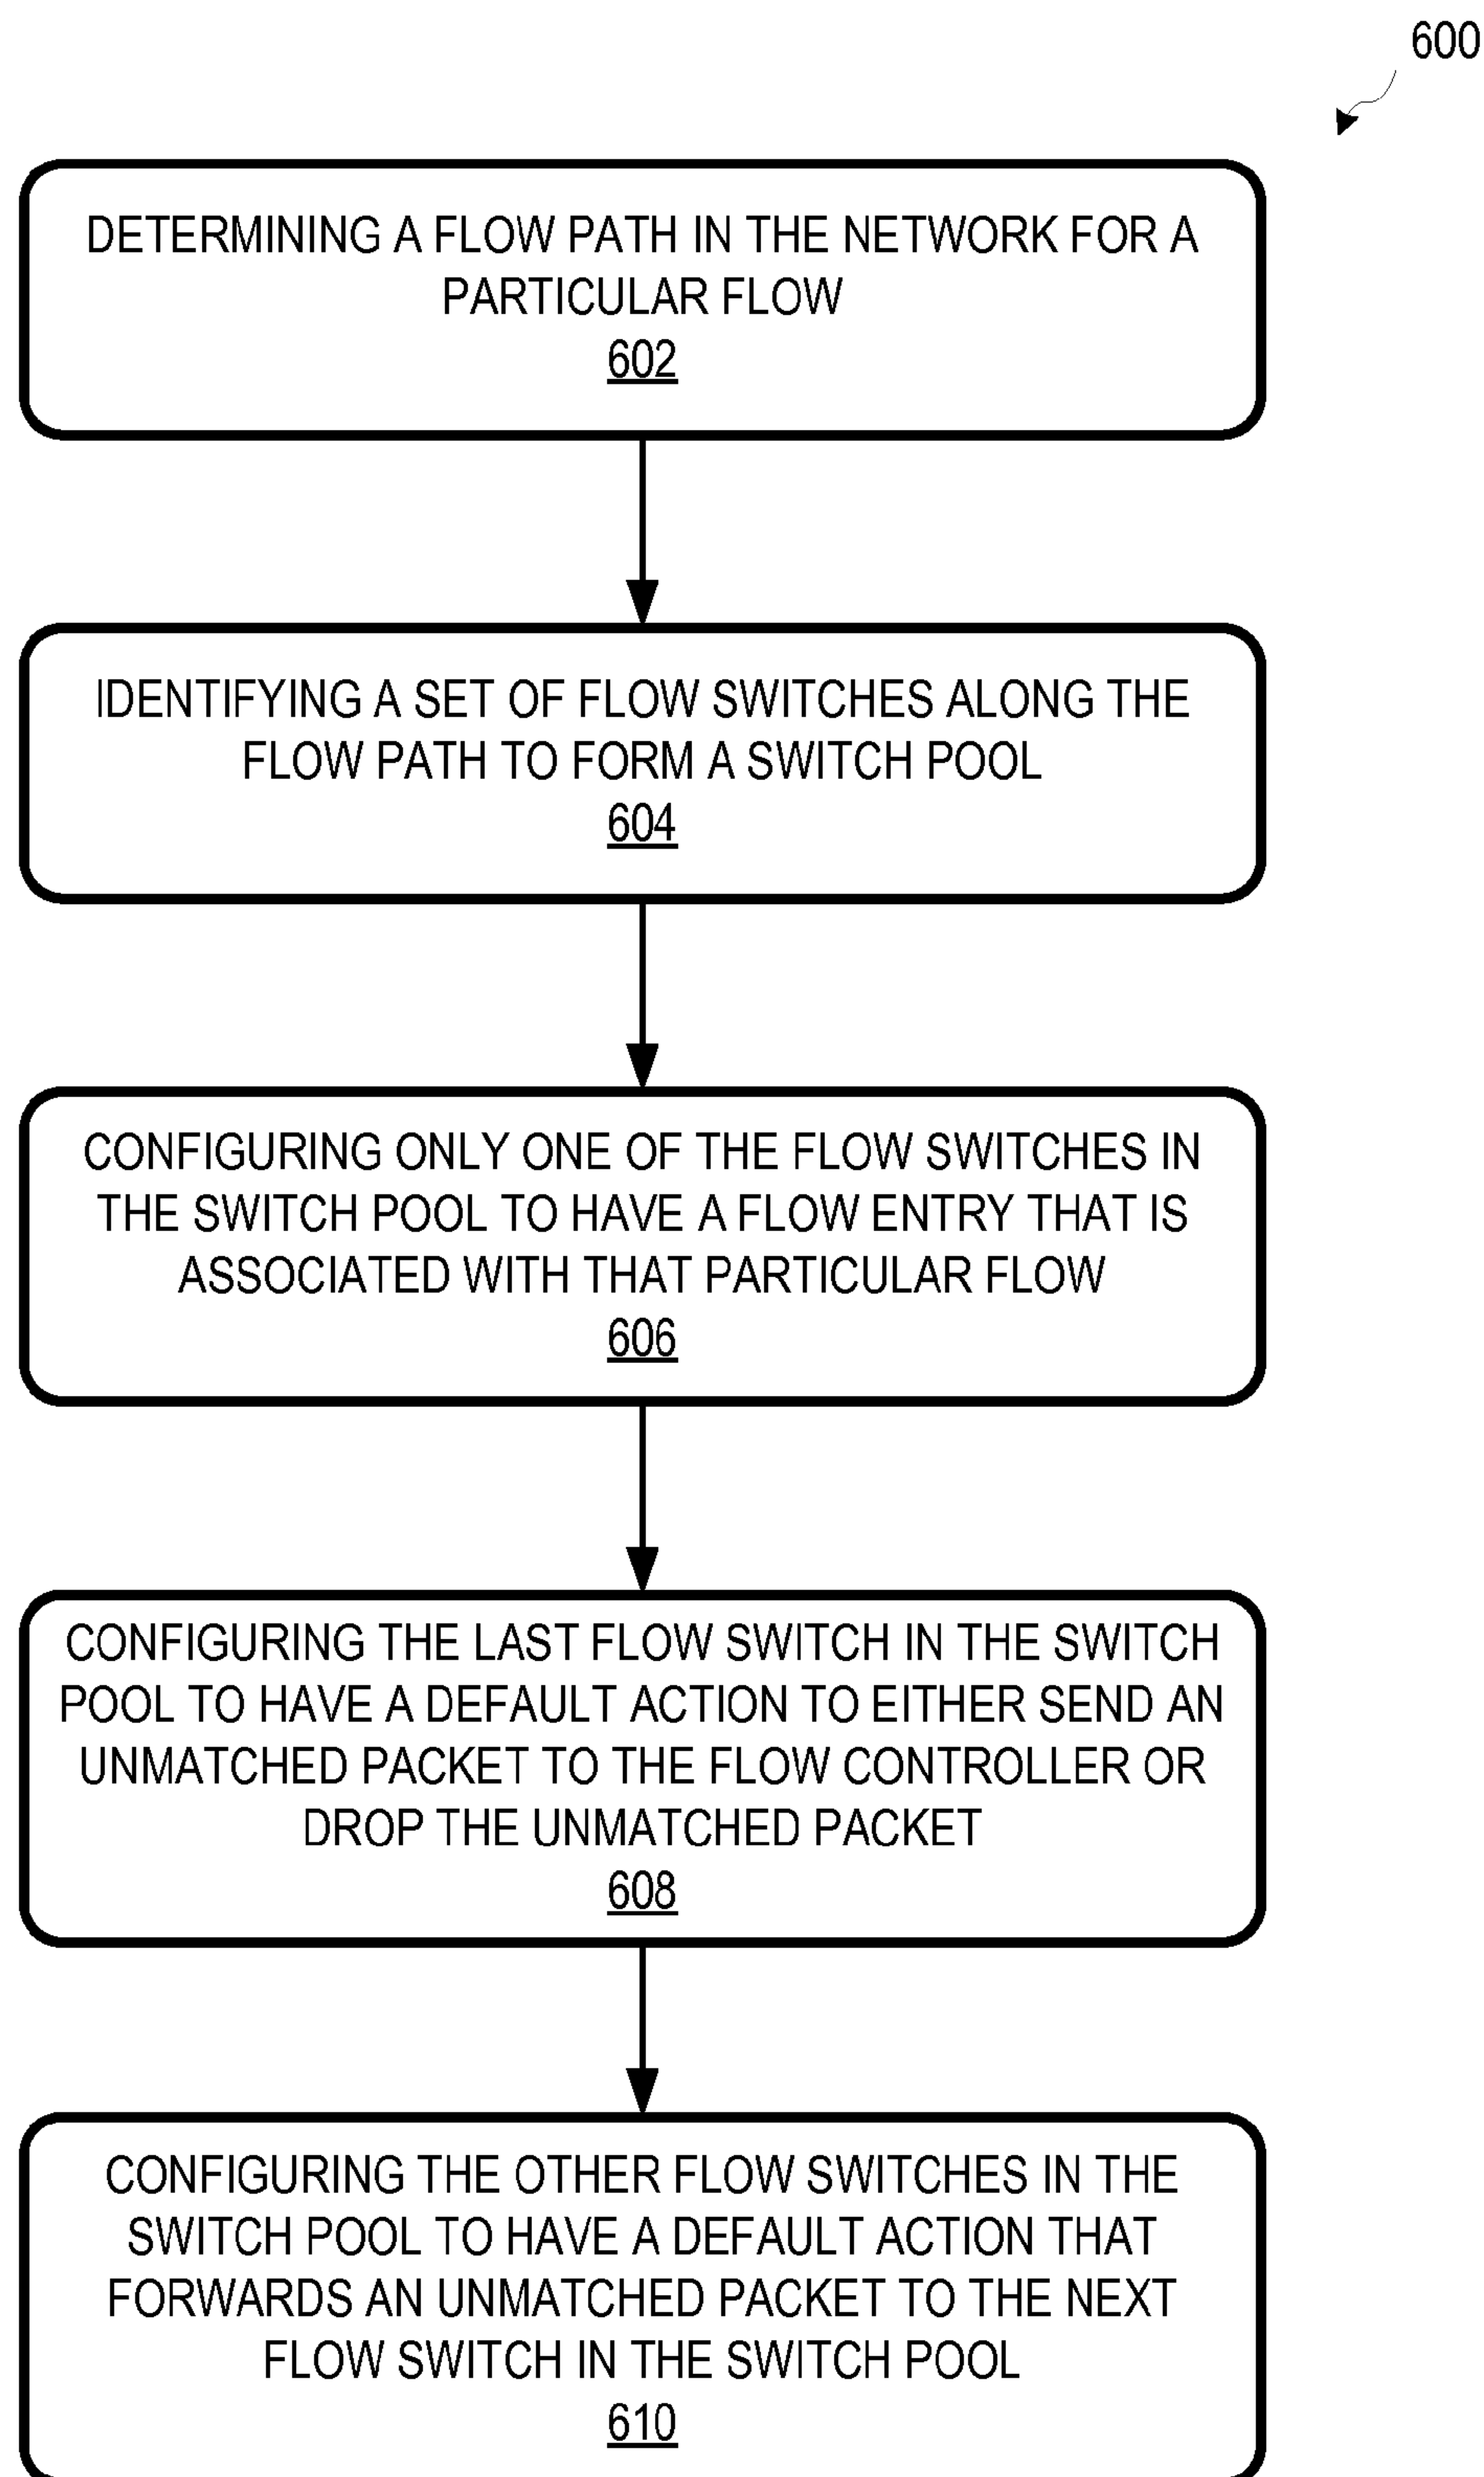 600
DETERMINING A FLOW PATH IN THE NETWORK FOR A
PARTICULAR FLOW
602
IDENTIFYING A SET OF FLOW SWITCHES ALONG THE
FLOW PATH TO FORM A SWITCH POOL
604
CONFIGURING ONLY ONE OF THE FLOW SWITCHES IN
THE SWITCH POOL TO HAVE A FLOW ENTRY THAT IS
ASSOCIATED WITH THAT PARTICULAR FLOW
606
CONFIGURING THE LAST FLOW SWITCH IN THE SWITCH
POOL TO HAVE A DEFAULT ACTION TO EITHER SEND AN
UNMATCHED PACKET TO THE FLOW CONTROLLER OR
DROP THE UNMATCHED PACKET
608
CONFIGURING THE OTHER FLOW SWITCHES IN THE
SWITCH POOL TO HAVE A DEFAULT ACTION THAT
FORWARDS AN UNMATCHED PACKET TO THE NEXT
FLOW SWITCH IN THE SWITCH POOL
610